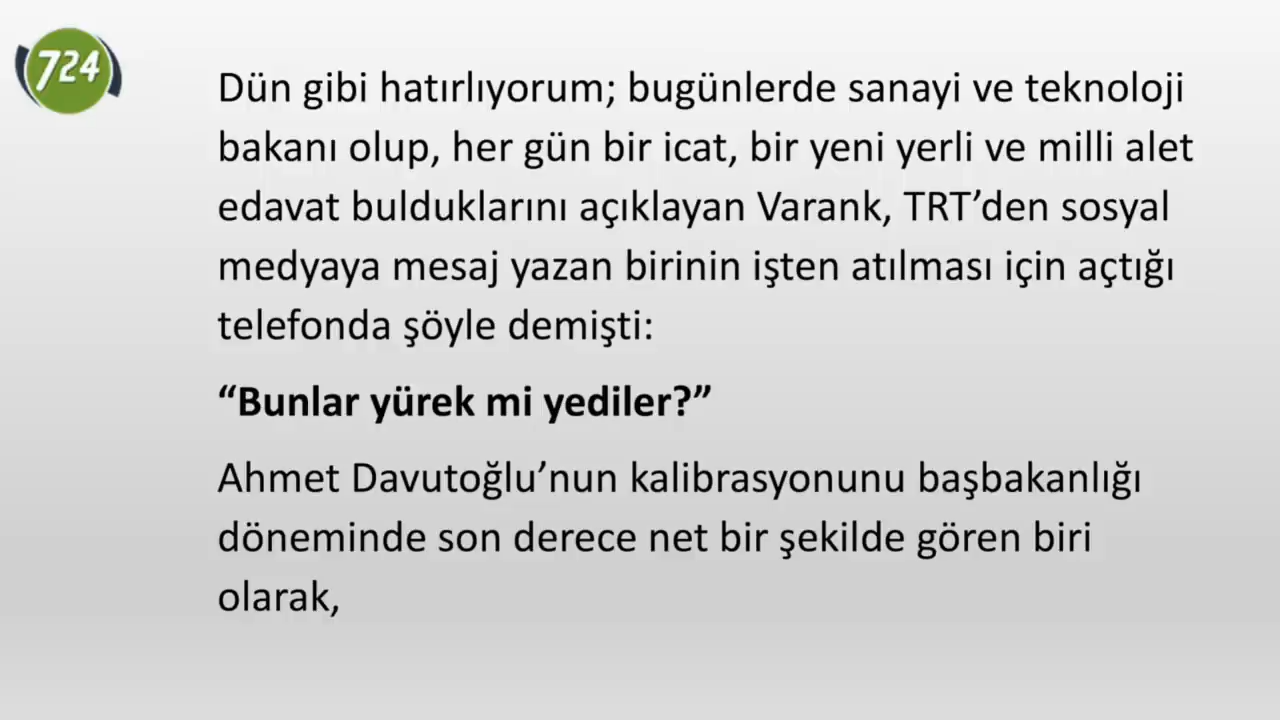 724
Dün gibi hatırlıyorum; bugünlerde sanayi ve teknoloji
bakanı olup, her gün bir icat, bir yeni yerli ve milli alet
edavat bulduklarını açıklayan Varank, TRT’den sosyal
medyaya mesaj yazan birinin işten atılması için açtığı
telefonda şöyle demişti:
“Bunlar yürek mi yediler?”
Ahmet Davutoğlu’nun kalibrasyonunu başbakanlığı
döneminde son derece net bir şekilde gören biri
olarak,